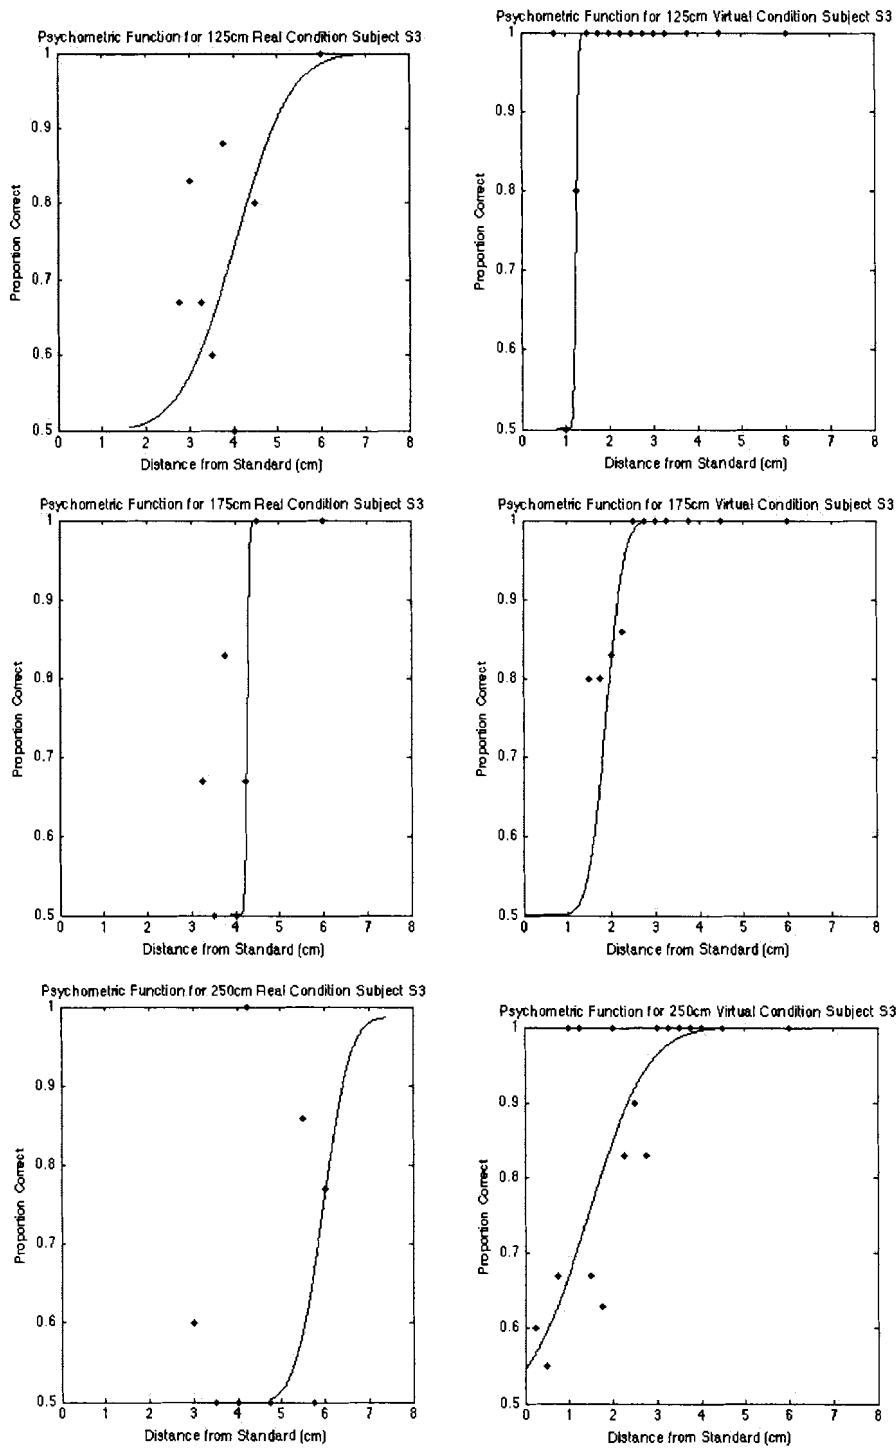 Psychometric Function for 125cm Real Condition Subject S3
1
0.9
0.8
0.7
0.6
0.5
Proportion Correct
0 1 2 3 4 5 6 7 8
Distance from Standard (cm)
Psychometric Function for 125cm Virtual Condition Subject S3
1
0.9
0.8
0.7
0.6
0.5
Proportion Correct
0 1 2 3 4 5 6 7 8
Distance from Standard (cm)
Psychometric Function for 175cm Real Condition Subject S3
1
0.9
0.8
0.7
0.6
0.5
Proportion Correct
0 1 2 3 4 5 6 7 8
Distance from Standard (cm)
Psychometric Function for 175cm Virtual Condition Subject S3
1
0.9
0.8
0.7
0.6
0.5
Proportion Correct
0 1 2 3 4 5 6 7 8
Distance from Standard (cm)
Psychometric Function for 250cm Real Condition Subject S3
1
0.9
0.8
0.7
0.6
0.5
Proportion Correct
0 1 2 3 4 5 6 7 8
Distance from Standard (cm)
Psychometric Function for 250cm Virtual Condition Subject S3
1
0.9
0.8
0.7
0.6
0.5
Proportion Correct
0 1 2 3 4 5 6 7 8
Distance from Standard (cm)